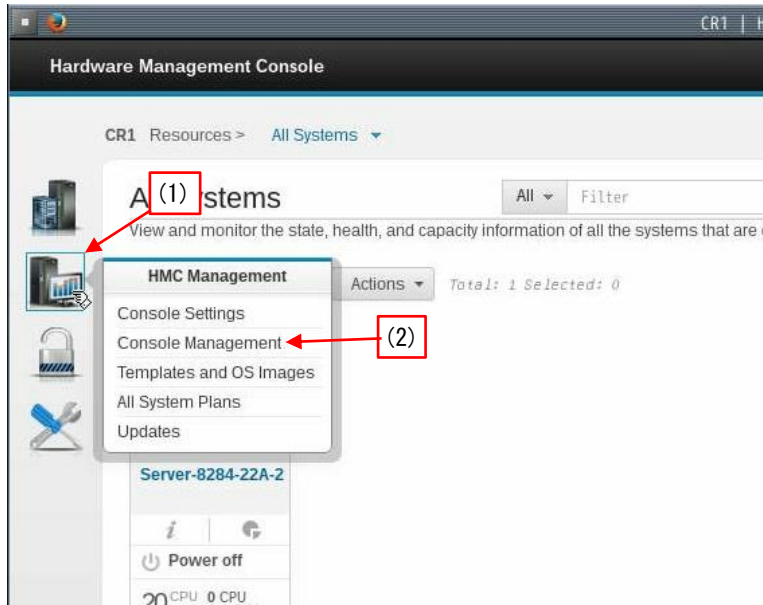 CR1 | H
Hardware Management Console
CR1 Resources > All Systems
(1)
A stems
All Filter
View and monitor the state, health, and capacity information of all the systems that are
HMC Management
Actions Total: 1 Selected: 0
Console Settings
Console Management
(2)
Templates and OS Images
All System Plans
Updates
Server-8284-22A-2
i
Power off
20 CPU 0 CPU